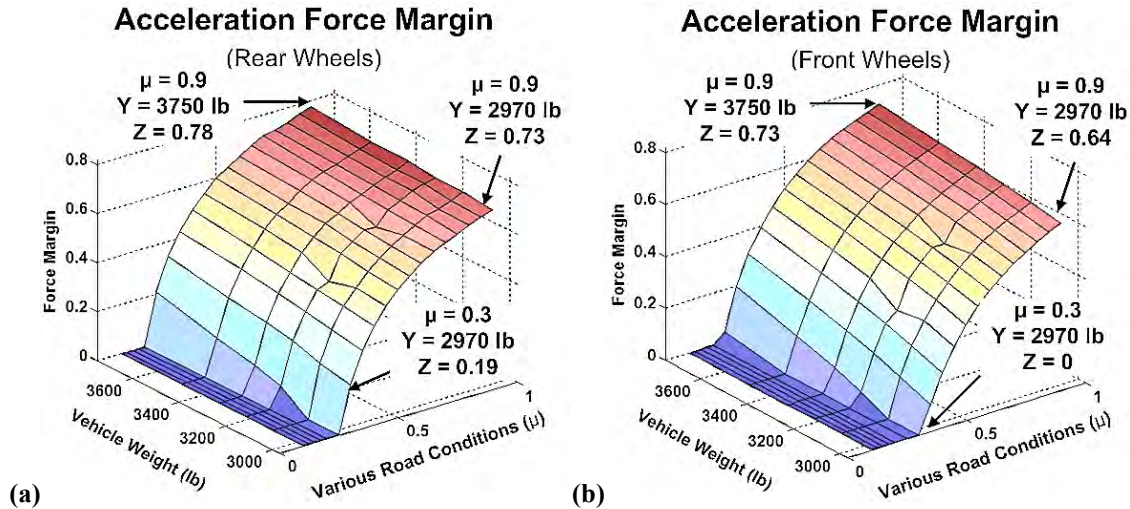 Acceleration Force Margin
(Rear Wheels)
μ = 0.9
Y = 3750 lb
Z = 0.78
μ = 0.9
Y = 2970 lb
Z = 0.73
μ = 0.3
Y = 2970 lb
Z = 0.19
Force Margin
0.8
0.6
0.4
0.2
0
3600
3400
3200
3000
Vehicle Weight (lb)
0
0.5
1
Various Road Conditions (μ)
(a)
Acceleration Force Margin
(Front Wheels)
μ = 0.9
Y = 3750 lb
Z = 0.73
μ = 0.9
Y = 2970 lb
Z = 0.64
μ = 0.3
Y = 2970 lb
Z = 0
Force Margin
0.8
0.6
0.4
0.2
0
3600
3400
3200
3000
Vehicle Weight (lb)
0
0.5
1
Various Road Conditions (μ)
(b)